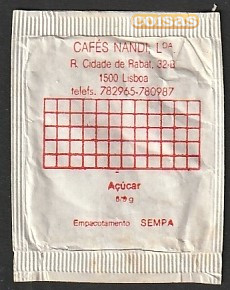 coisas
CAFÉS NANDI, Lᴰᴬ
R. Cidade de Rabat, 32-B
1500 Lisboa
telefs. 782965-780987
Açúcar
g
Empacotamento SEMPA